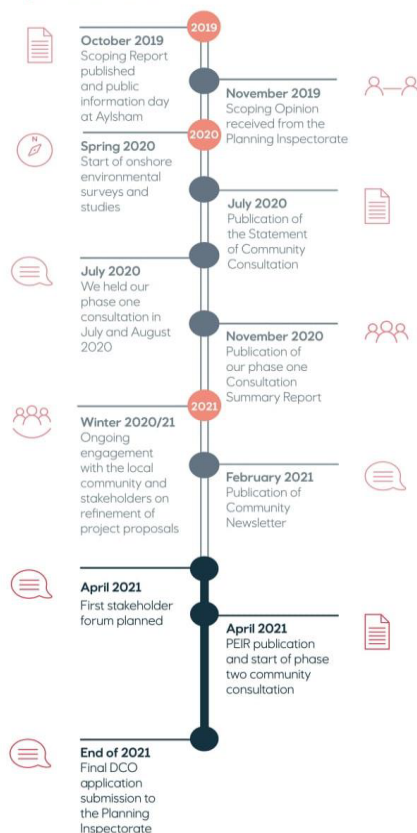 2019
October 2019
Scoping Report
published
and public
information day
at Aylsham
November 2019
Scoping Opinion
received from the
Planning Inspectorate
N
2020
Spring 2020
Start of onshore
environmental
surveys and
studies
July 2020
Publication of
the Statement
of Community
Consultation
July 2020
We held our
phase one
consultation in
July and August
2020
November 2020
Publication of
our phase one
Consultation
Summary Report
2021
Winter 2020/21
Ongoing
engagement
with the local
community and
stakeholders on
refinement of
project proposals
February 2021
Publication of
Community
Newsletter
April 2021
First stakeholder
forum planned
April 2021
PEIR publication
and start of phase
two community
consultation
End of 2021
Final DCO
application
submission to
the Planning
Inspectorate